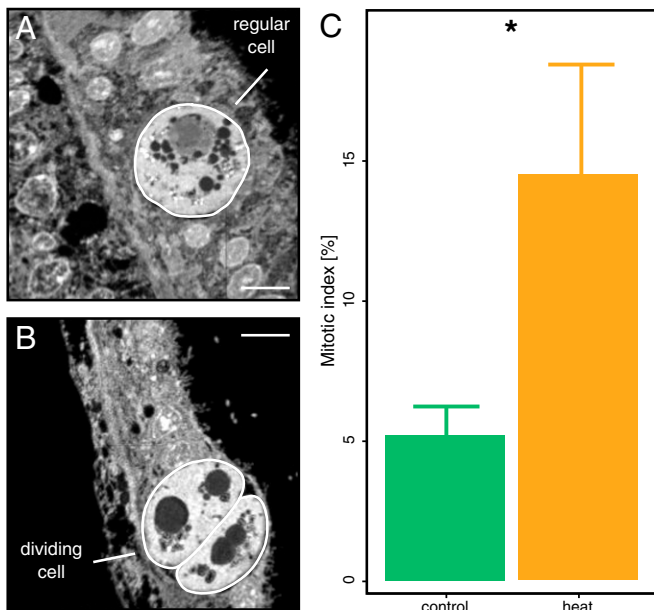 A
regular
cell
B
dividing
cell
C
*
Mitotic index [%]
15
10
5
0
control
heat